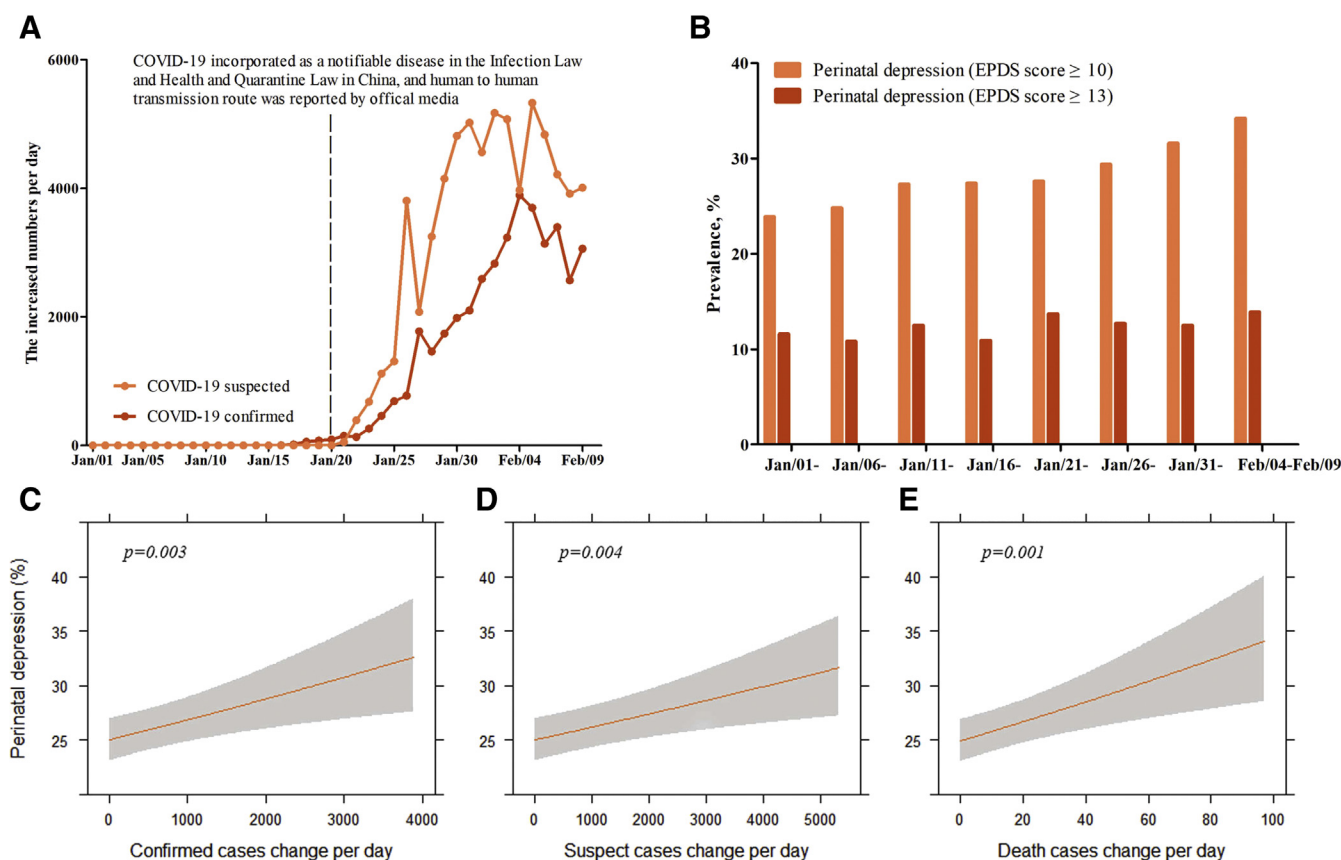 A
6000
COVID-19 incorporated as a notifiable disease in the Infection
Law and Health and Quarantine Law in China, and human to human
transmission route was reported by offical media
The increased numbers per day
4000
2000
COVID-19 suspected
COVID-19 confirmed
0
Jan/01 Jan/05 Jan/10 Jan/15 Jan/20 Jan/25 Jan/30 Feb/04 Feb/09
B
40
Perinatal depression (EPDS score ≥ 10)
Perinatal depression (EPDS score ≥ 13)
30
Prevalence, %
20
10
0
Jan/01- Jan/06- Jan/11- Jan/16- Jan/21- Jan/26- Jan/31- Feb/04-Feb/09
C
p=0.003
Perinatal depression (%)
40
35
30
25
0 1000 2000 3000 4000
Confirmed cases change per day
D
p=0.004
40
35
30
25
0 1000 2000 3000 4000 5000
Suspect cases change per day
E
p=0.001
40
35
30
25
0 20 40 60 80 100
Death cases change per day